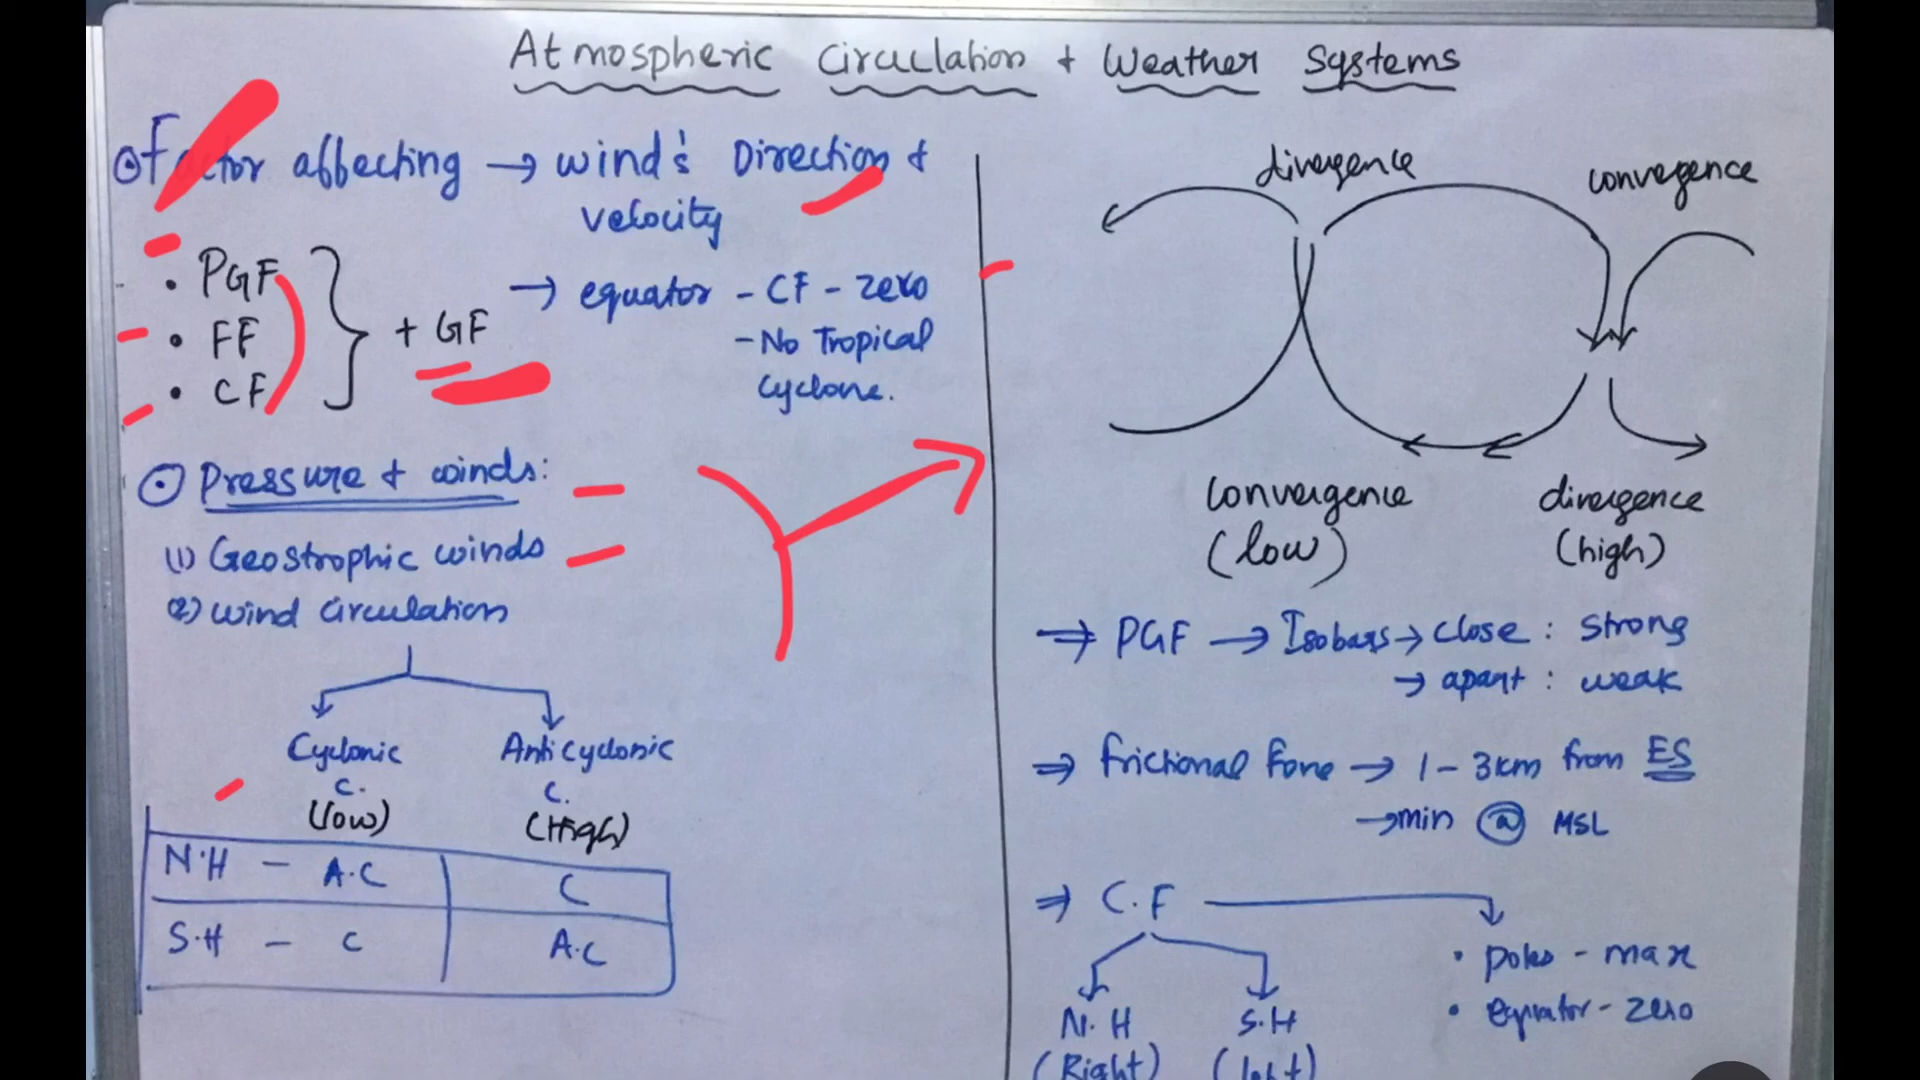 Atmospheric Circulation + Weather Systems
Factor affecting → wind's Direction +
velocity
• PGF
• FF
• CF
+ GF
→ equator - CF - zero
- No Tropical
Cyclone.
Pressure + winds:
(1) Geostrophic winds
(2) wind circulation
Cyclonic
C.
(low)
Anticyclonic
C.
(High)
N.H - A.C C
S.H - C A.C
divergence convergence
convergence
(low)
divergence
(high)
⇒ PGF → Isobars → close : strong
→ apart : weak
⇒ frictional Force → 1-3km from ES
→ min @ MSL
⇒ C.F
N.H
(Right)
S.H
(left)
• poles - max
• equator - zero